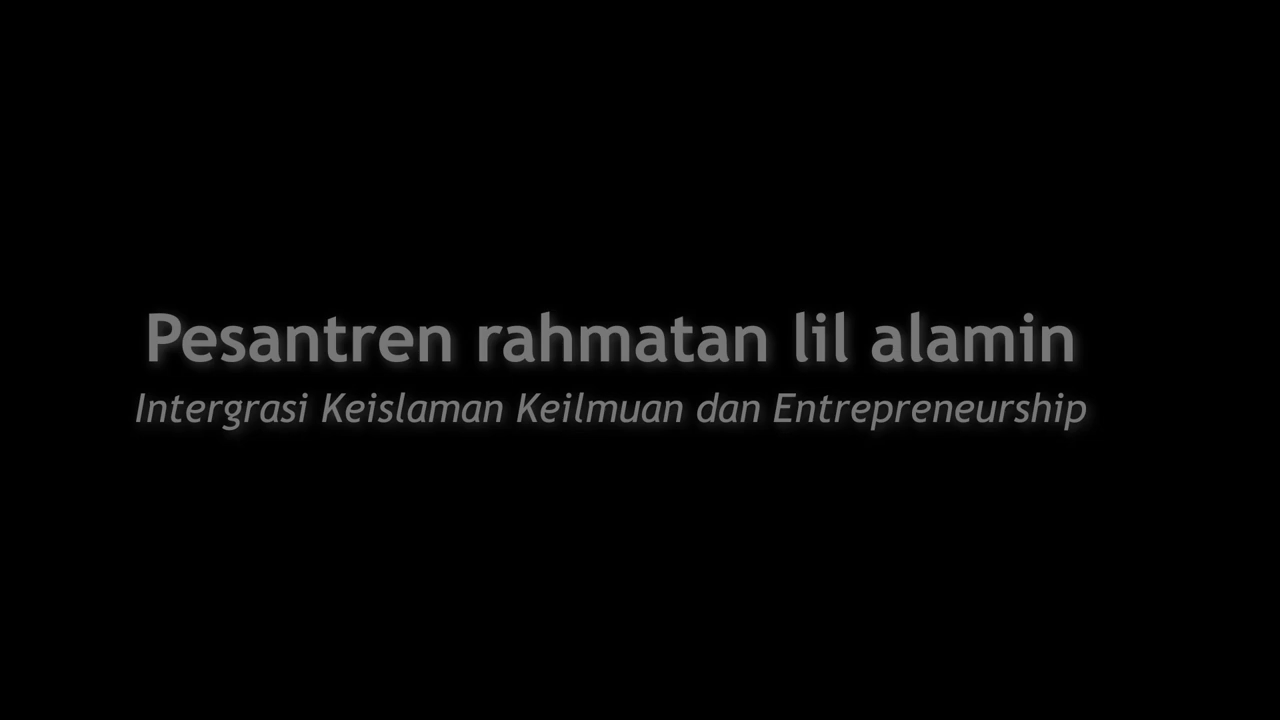 Pesantren rahmatan lil alamin
Intergrasi Keislaman Keilmuan dan Entrepreneurship